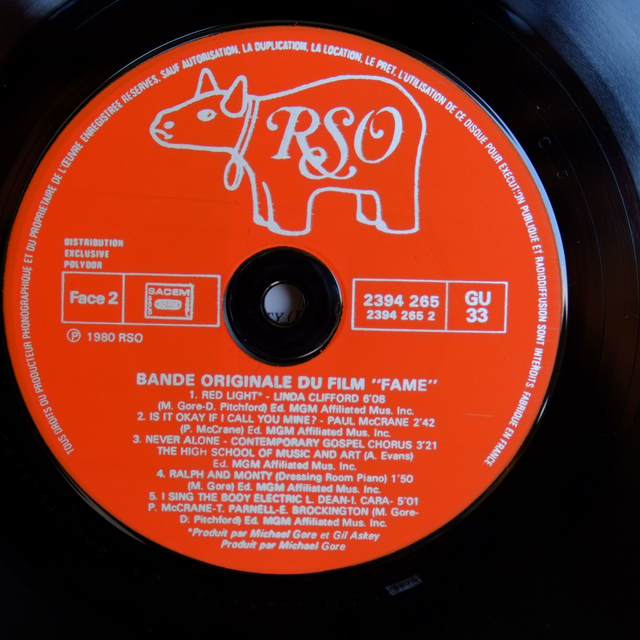 TOUS DROITS DU PRODUCTEUR PHONOGRAPHIQUE ET DU PROPRIETAIRE DE L'ŒUVRE ENREGISTREE RESERVES. SAUF AUTORISATION, LA DUPLICATION, LA LOCATION, LE PRET, L'UTILISATION DE CE DISQUE POUR EXECUTION PUBLIQUE ET RADIODIFFUSION SONT INTERDITS FABRIQUE EN FRANCE
RSO
DISTRIBUTION
EXCLUSIVE
POLYDOR
Face 2
SACEM
2394 265
2394 265 2
GU
33
Ⓟ 1980 RSO
BANDE ORIGINALE DU FILM "FAME"
1. RED LIGHT* - LINDA CLIFFORD 6'08
(M. Gore-D. Pitchford) Ed. MGM Affiliated Mus. Inc.
2. IS IT OKAY IF I CALL YOU MINE? - PAUL McCRANE 2'42
(P. McCrane) Ed. MGM Affiliated Mus. Inc.
3. NEVER ALONE - CONTEMPORARY GOSPEL CHORUS 3'21
THE HIGH SCHOOL OF MUSIC AND ART (A. Evans)
Ed. MGM Affiliated Mus. Inc.
4. RALPH AND MONTY (Dressing Room Piano) 1'50
(M. Gore) Ed. MGM Affiliated Mus. Inc.
5. I SING THE BODY ELECTRIC L. DEAN-I. CARA- 5'01
P. McCRANE-T. PARNELL-E. BROCKINGTON (M. Gore-
D. Pitchford) Ed. MGM Affiliated Mus. Inc.
*Produit par Michael Gore et Gil Askey
Produit par Michael Gore